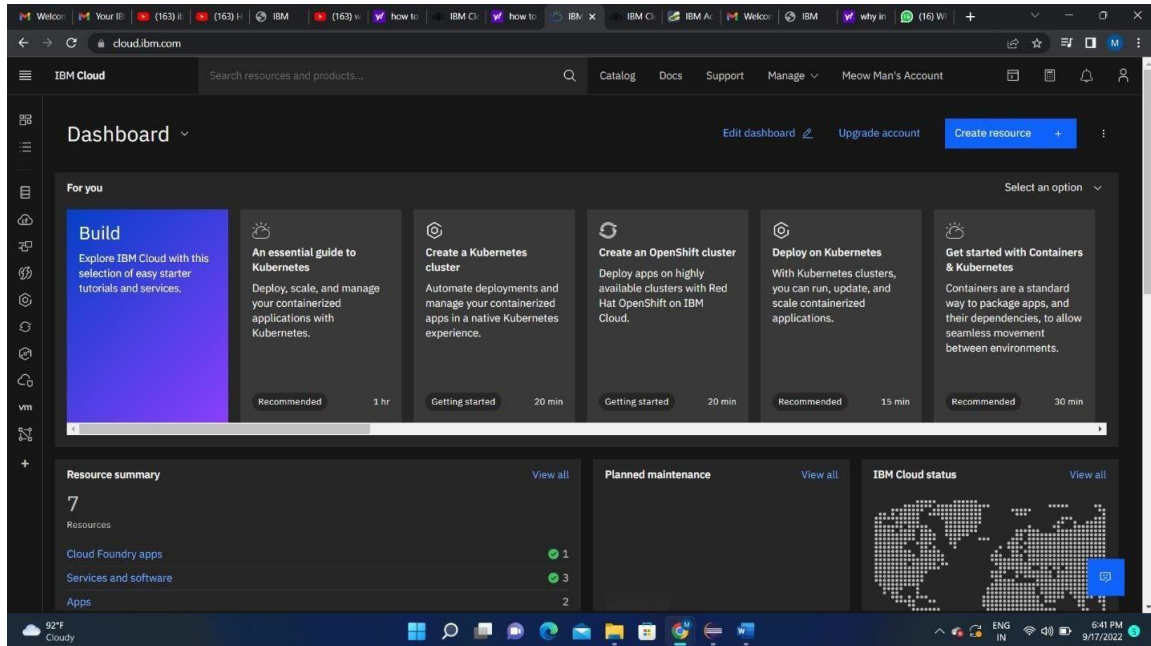 Welcon
Your IB
(163) il
(163) H
IBM
(163) w
how to
IBM Cl
how to
IBM
IBM Cl
IBM Ac
Welcor
IBM
why in
(16) W
cloud.ibm.com
M
IBM Cloud
Search resources and products...
Catalog
Docs
Support
Manage
Meow Man's Account
Dashboard
Edit dashboard
Upgrade account
Create resource +
For you
Select an option
Build
Explore IBM Cloud with this
selection of easy starter
tutorials and services.
An essential guide to
Kubernetes
Deploy, scale, and manage
your containerized
applications with
Kubernetes.
Recommended
1 hr
Create a Kubernetes
cluster
Automate deployments and
manage your containerized
apps in a native Kubernetes
experience.
Getting started
20 min
Create an OpenShift cluster
Deploy apps on highly
available clusters with Red
Hat OpenShift on IBM
Cloud.
Getting started
20 min
Deploy on Kubernetes
With Kubernetes clusters,
you can run, update, and
scale containerized
applications.
Recommended
15 min
Get started with Containers
& Kubernetes
Containers are a standard
way to package apps, and
their dependencies, to allow
seamless movement
between environments.
Recommended
30 min
vm
Resource summary
View all
7
Resources
Cloud Foundry apps
1
Services and software
3
Apps
2
Planned maintenance
View all
IBM Cloud status
View all
92°F
Cloudy
ENG
IN
6:41 PM
9/17/2022
5